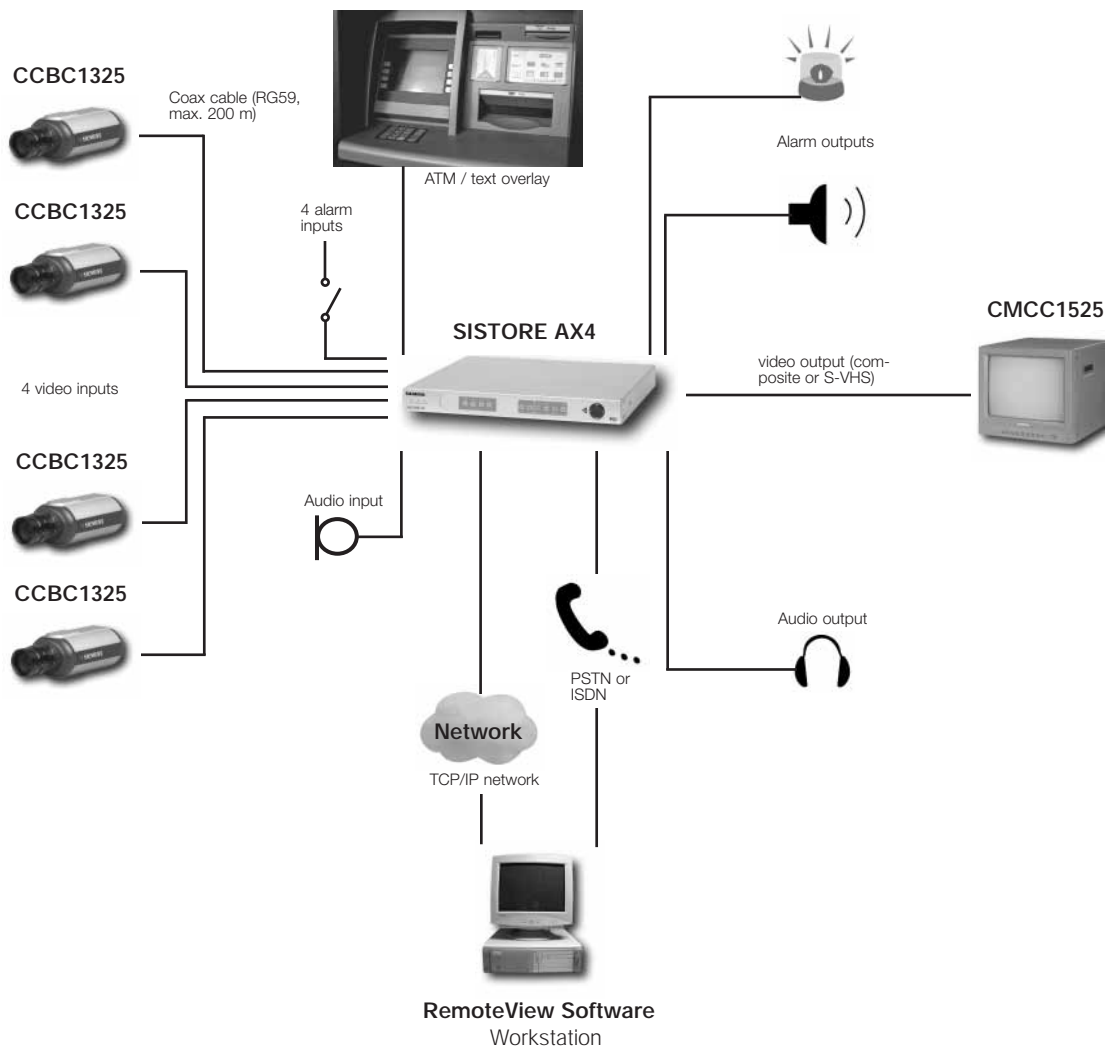 CCBC1325
Coax cable (RG59,
max. 200 m)
ATM / text overlay
Alarm outputs
CCBC1325
4 alarm
inputs
SISTORE AX4
CMCC1525
video output (com-
posite or S-VHS)
4 video inputs
CCBC1325
Audio input
CCBC1325
PSTN or
ISDN
Audio output
Network
TCP/IP network
RemoteView Software
Workstation